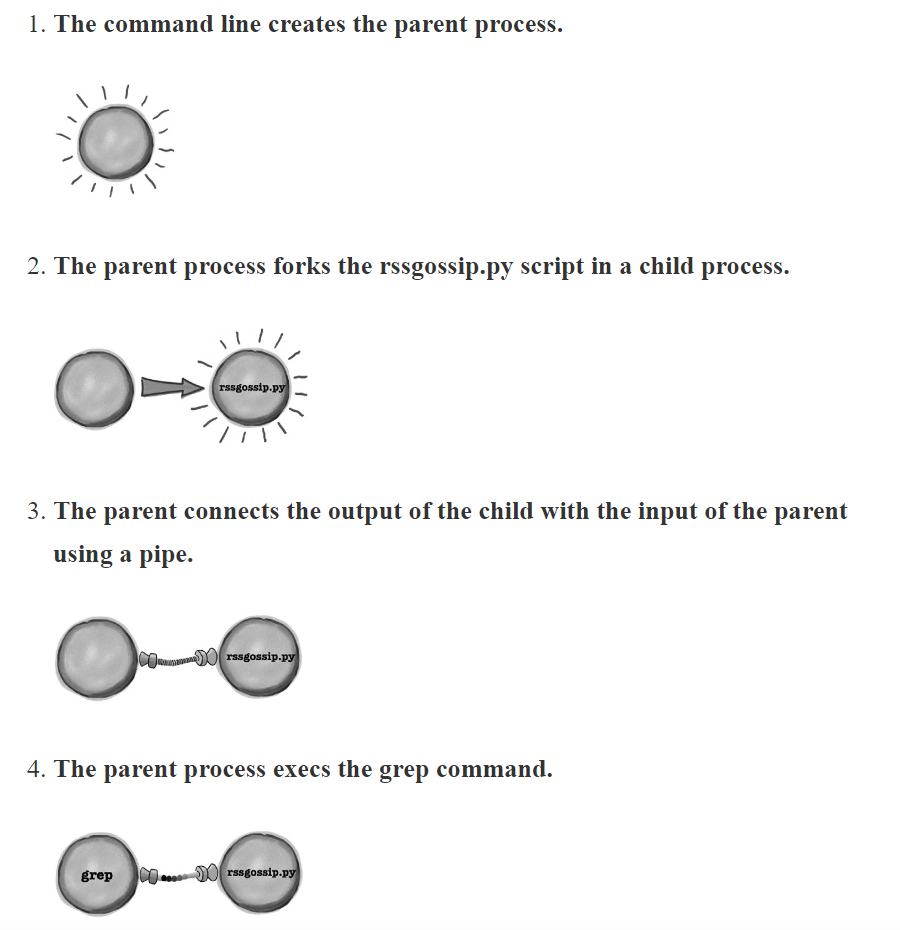 1. The command line creates the parent process.
2. The parent process forks the rssgossip.py script in a child process.
rssgossip.py
3. The parent connects the output of the child with the input of the parent
using a pipe.
rssgossip.py
4. The parent process execs the grep command.
grep rssgossip.py